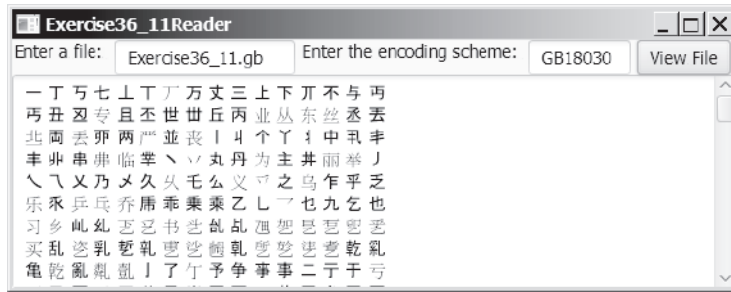 Exercise36_11Reader
Enter a file: Exercise36_11.gb Enter the encoding scheme: GB18030 View File
一丁丂七丄丅丆万丈三上下丌不与丏
丐丑丒专且丕世丗丘丙业丛东丝丞丟
丠両丢丣两严並丧丨丩个丫丬中丮丯
丰丱串丳临丵丶丷丸丹为主丼丽举丿
乀乁乂乃乄久乆乇么义乊之乌乍乎乏
乐乑乒乓乔乕乖乗乘乙乚乛乜九乞也
习乡乢乣乤乥书乧乨乩乪乫乬乭乮乯
买乱乲乳乴乵乶乷乸乹乺乻乼乽乾乿
亀亁亂亃亄亅了亇予争亊事二亍于亏